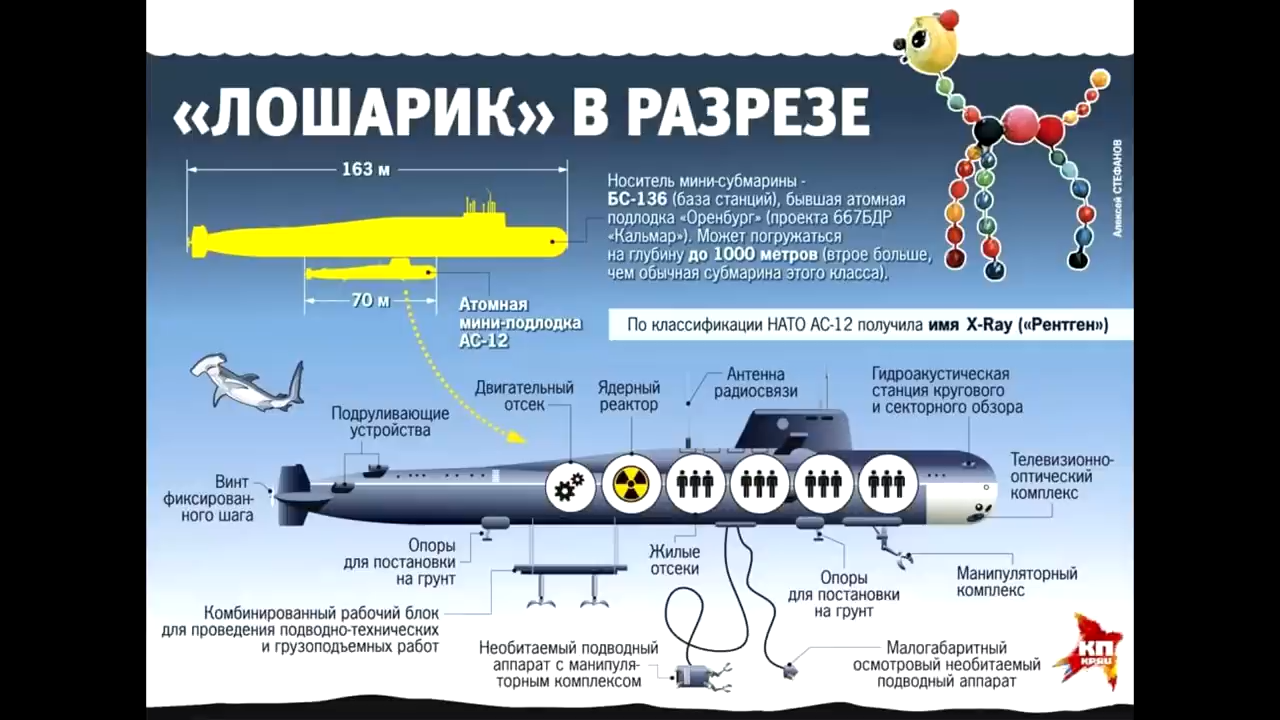 «ЛОШАРИК» В РАЗРЕЗЕ
163 м
Носитель мини-субмарины -
БС-136 (база станций), бывшая атомная
подлодка «Оренбург» (проекта 667БДР
«Кальмар»). Может погружаться
на глубину до 1000 метров (втрое больше,
чем обычная субмарина этого класса).
Алексей СТЕФАНОВ
70 м
Атомная
мини-подлодка
АС-12
По классификации НАТО АС-12 получила имя X-Ray («Рентген»)
Двигательный
отсек
Ядерный
реактор
Антенна
радиосвязи
Гидроакустическая
станция кругового
и секторного обзора
Подруливающие
устройства
Винт
фиксирован-
ного шага
Телевизионно-
оптический
комплекс
Опоры
для постановки
на грунт
Жилые
отсеки
Опоры
для постановки
на грунт
Манипуляторный
комплекс
Комбинированный рабочий блок
для проведения подводно-технических
и грузоподъемных работ
Необитаемый подводный
аппарат с манипуля-
торным комплексом
Малогабаритный
осмотровый необитаемый
подводный аппарат
КП
KP.RU